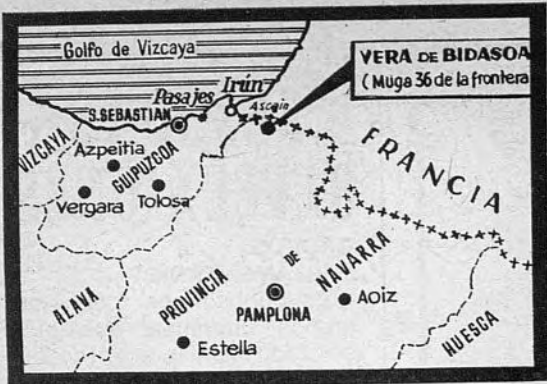 Golfo de Vizcaya
VERA DE BIDASOA
(Muga 36 de la frontera
Irún
Pasajes
Ascain
S. SEBASTIAN
VIZCAYA
GUIPUZCOA
Azpeitia
Vergara
Tolosa
FRANCIA
ALAVA
PROVINCIA DE NAVARRA
PAMPLONA
Aoiz
Estella
HUESCA